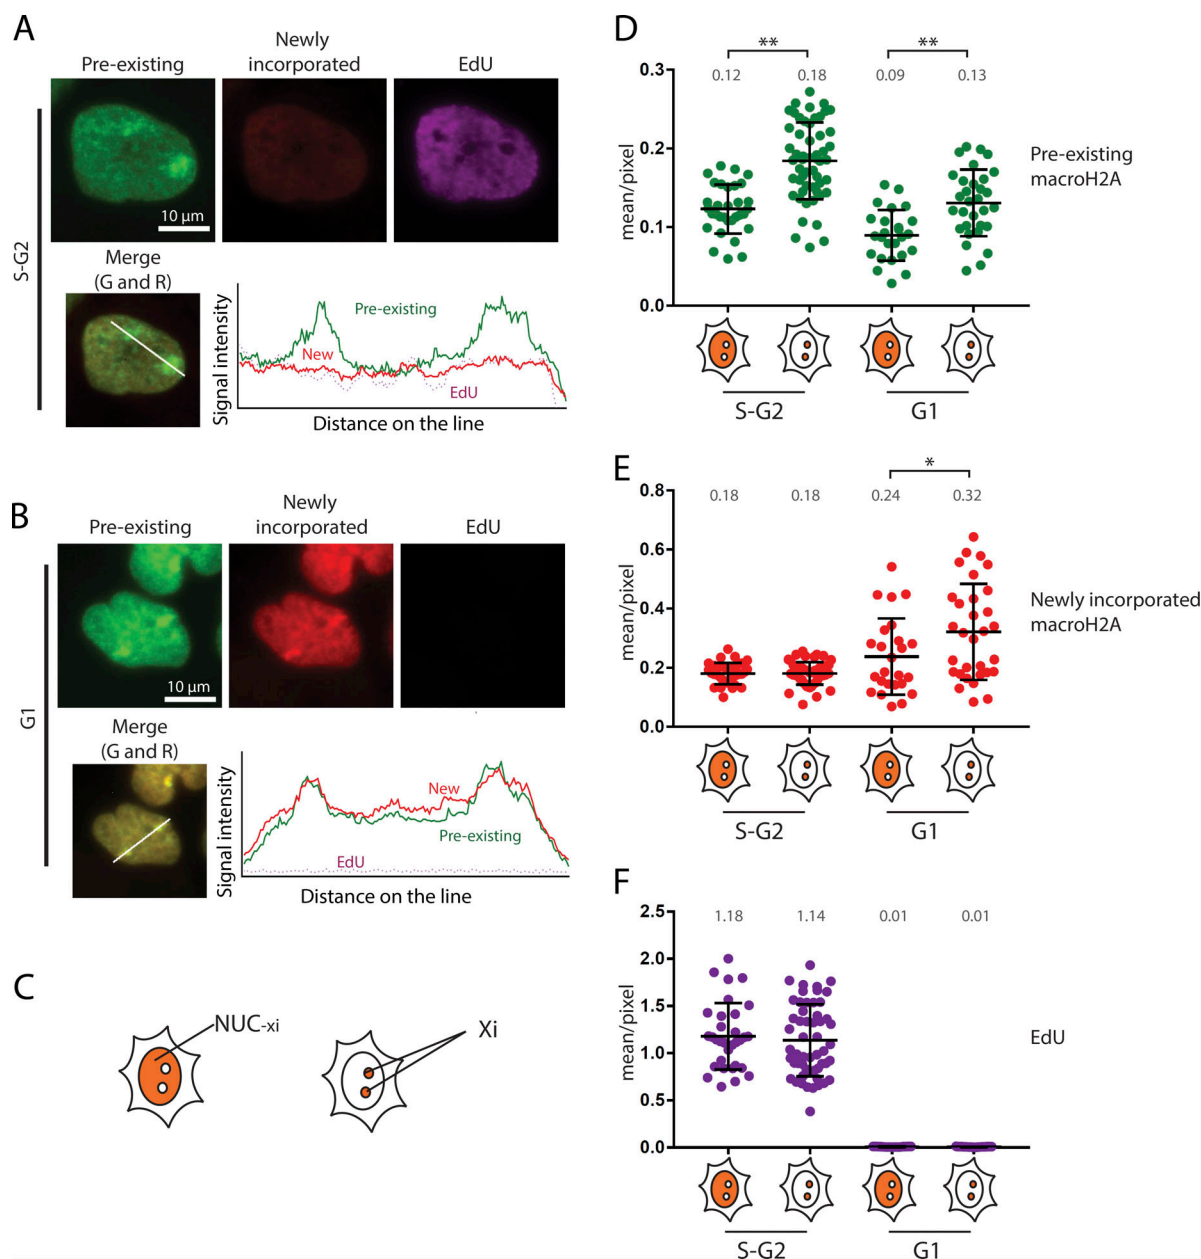 A
Pre-existing
Newly
incorporated
EdU
S-G2
10 µm
Merge
(G and R)
Signal intensity
Pre-existing
New
EdU
Distance on the line
B
Pre-existing
Newly
incorporated
EdU
G1
10 µm
Merge
(G and R)
Signal intensity
New
Pre-existing
EdU
Distance on the line
C
NUC-xi
Xi
D
** **
0.12 0.18 0.09 0.13
0.3
0.2
0.1
0.0
mean/pixel
Pre-existing
macroH2A
S-G2 G1
E
*
0.18 0.18 0.24 0.32
0.8
0.6
0.4
0.2
0.0
mean/pixel
Newly incorporated
macroH2A
S-G2 G1
F
1.18 1.14 0.01 0.01
2.5
2.0
1.5
1.0
0.5
0.0
mean/pixel
EdU
S-G2 G1